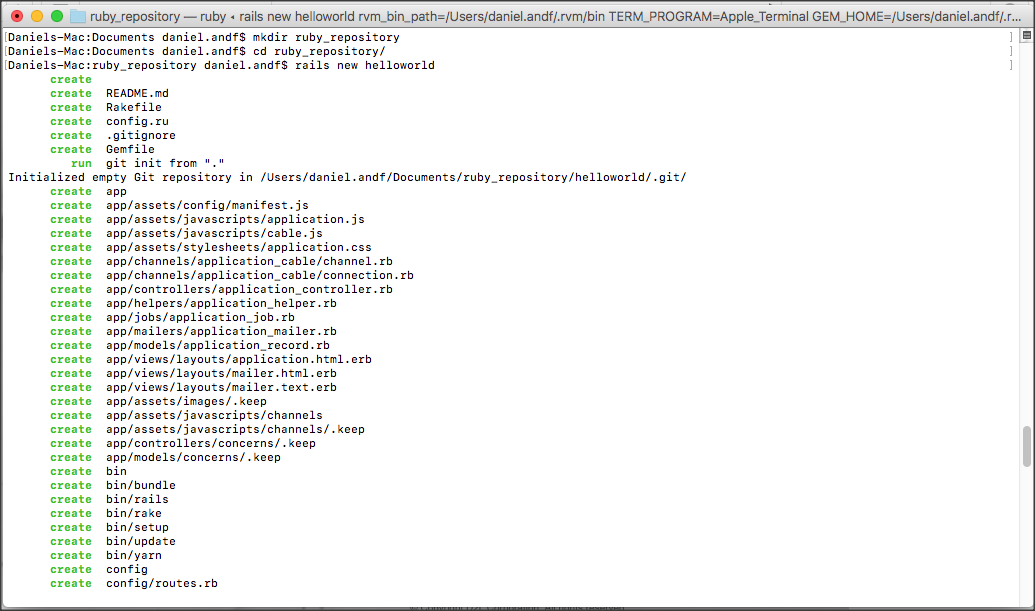 ruby_repository — ruby ◂ rails new helloworld rvm_bin_path=/Users/daniel.andf/.rvm/bin TERM_PROGRAM=Apple_Terminal GEM_HOME=/Users/daniel.andf/.r...
[Daniels-Mac:Documents daniel.andf$ mkdir ruby_repository ]
[Daniels-Mac:Documents daniel.andf$ cd ruby_repository/ ]
[Daniels-Mac:ruby_repository daniel.andf$ rails new helloworld ]
create
create README.md
create Rakefile
create config.ru
create .gitignore
create Gemfile
run git init from "."
Initialized empty Git repository in /Users/daniel.andf/Documents/ruby_repository/helloworld/.git/
create app
create app/assets/config/manifest.js
create app/assets/javascripts/application.js
create app/assets/javascripts/cable.js
create app/assets/stylesheets/application.css
create app/channels/application_cable/channel.rb
create app/channels/application_cable/connection.rb
create app/controllers/application_controller.rb
create app/helpers/application_helper.rb
create app/jobs/application_job.rb
create app/mailers/application_mailer.rb
create app/models/application_record.rb
create app/views/layouts/application.html.erb
create app/views/layouts/mailer.html.erb
create app/views/layouts/mailer.text.erb
create app/assets/images/.keep
create app/assets/javascripts/channels
create app/assets/javascripts/channels/.keep
create app/controllers/concerns/.keep
create app/models/concerns/.keep
create bin
create bin/bundle
create bin/rails
create bin/rake
create bin/setup
create bin/update
create bin/yarn
create config
create config/routes.rb